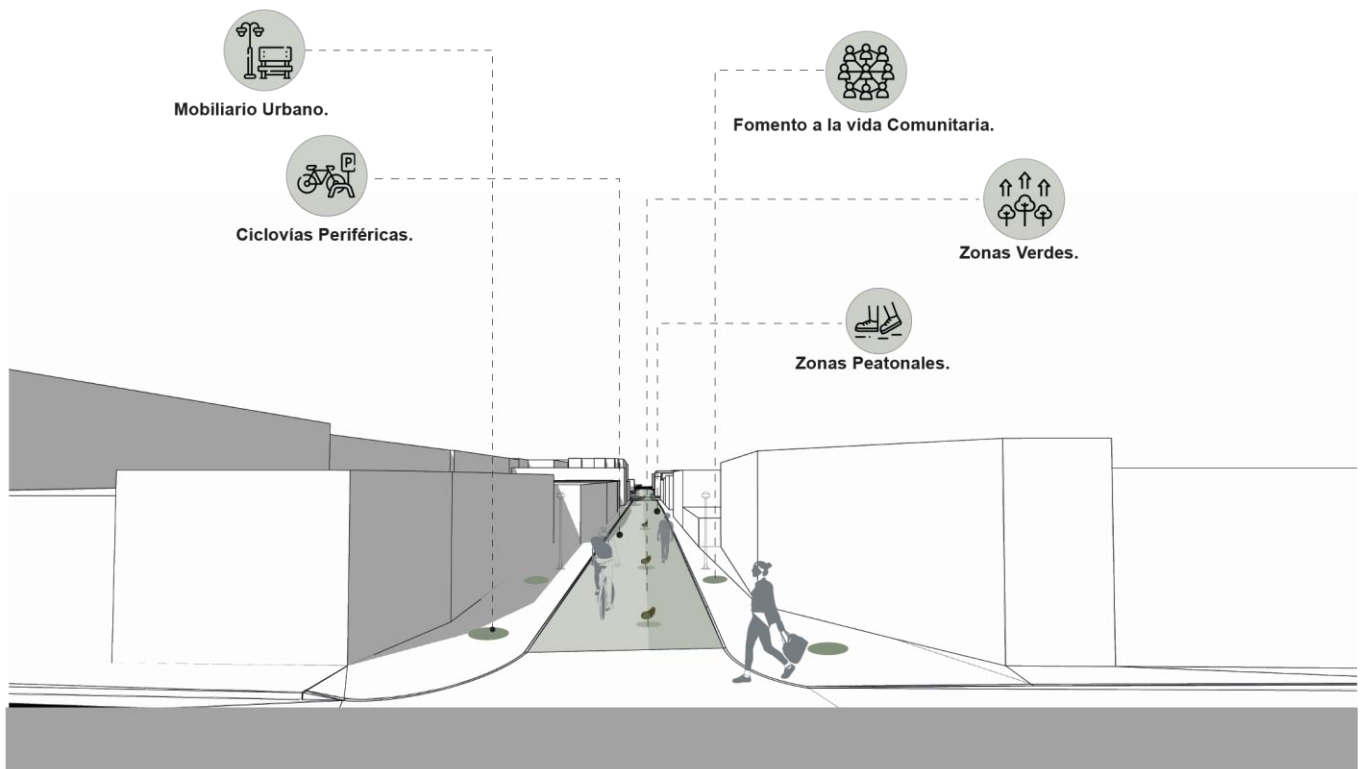 Mobiliario Urbano.
Fomento a la vida Comunitaria.
P
Ciclovías Periféricas.
Zonas Verdes.
Zonas Peatonales.